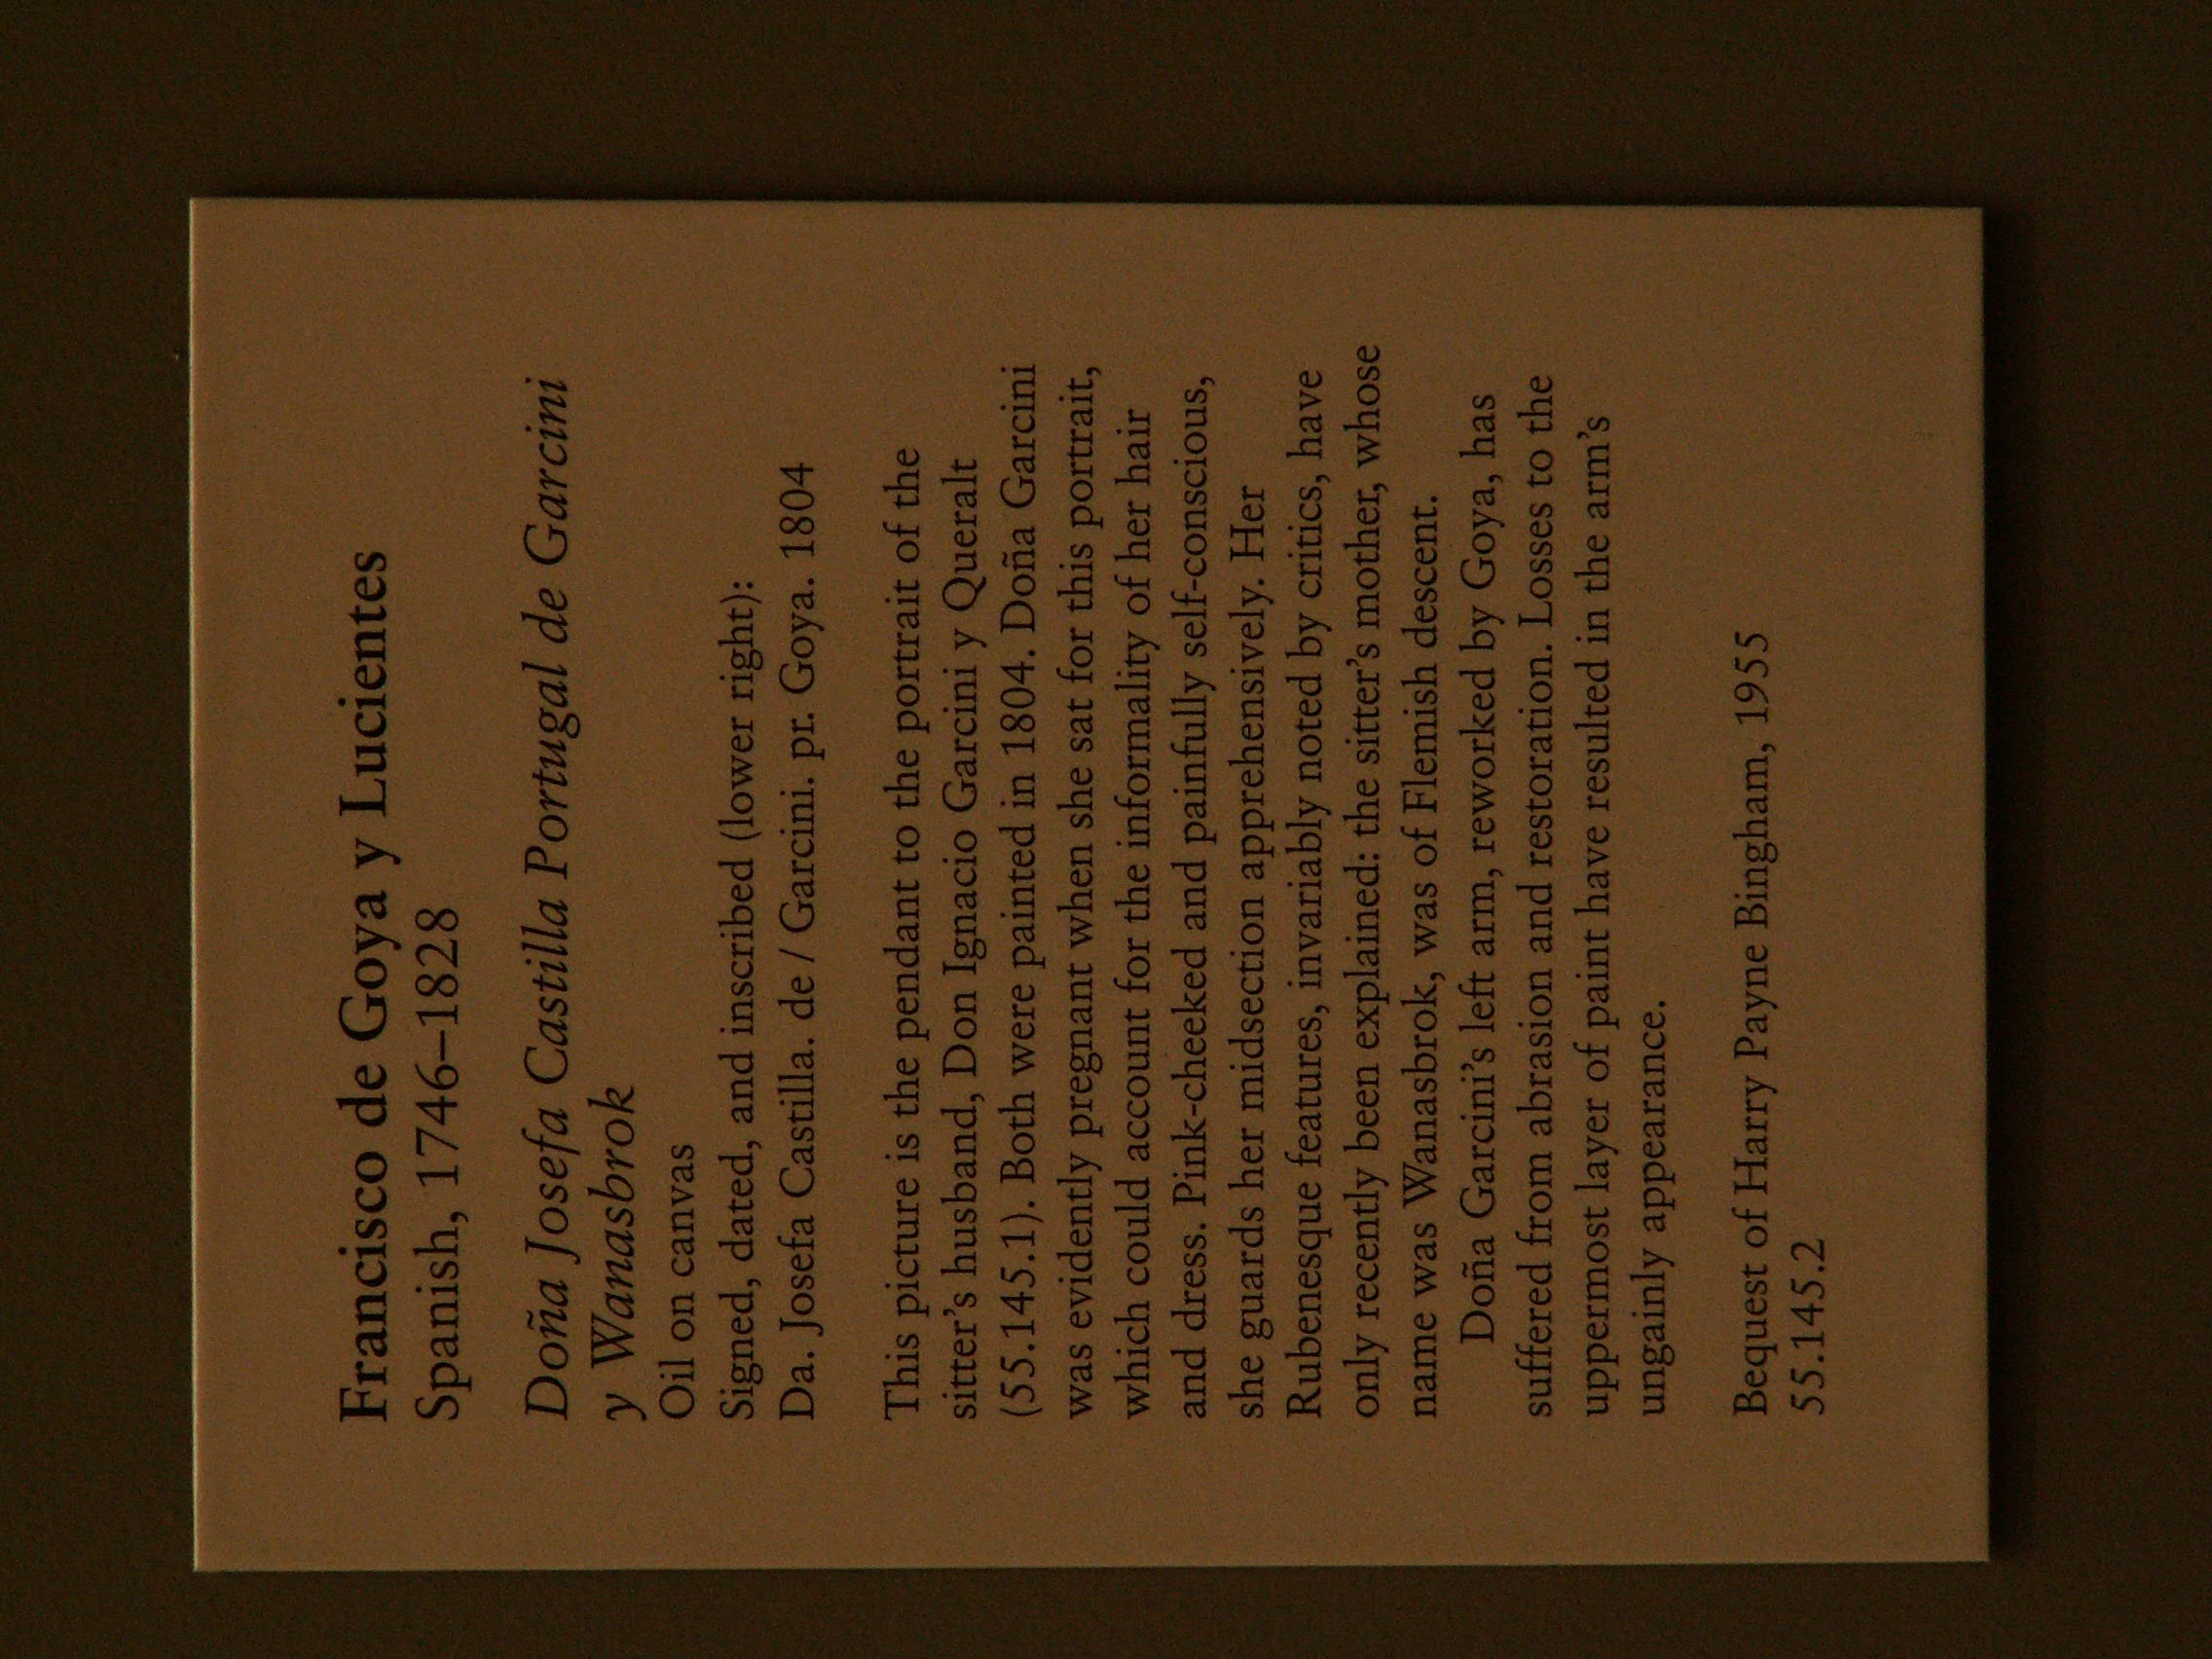 Francisco de Goya y Lucientes
Spanish, 1746–1828
Doña Josefa Castilla Portugal de Garcini
y Wanasbrok
Oil on canvas
Signed, dated, and inscribed (lower right):
Da. Josefa Castilla. de / Garcini. pr. Goya. 1804
This picture is the pendant to the portrait of the
sitter's husband, Don Ignacio Garcini y Queralt
(55.145.1). Both were painted in 1804. Doña Garcini
was evidently pregnant when she sat for this portrait,
which could account for the informality of her hair
and dress. Pink-cheeked and painfully self-conscious,
she guards her midsection apprehensively. Her
Rubenesque features, invariably noted by critics, have
only recently been explained: the sitter's mother, whose
name was Wanasbrok, was of Flemish descent.
Doña Garcini's left arm, reworked by Goya, has
suffered from abrasion and restoration. Losses to the
uppermost layer of paint have resulted in the arm's
ungainly appearance.
Bequest of Harry Payne Bingham, 1955
55.145.2